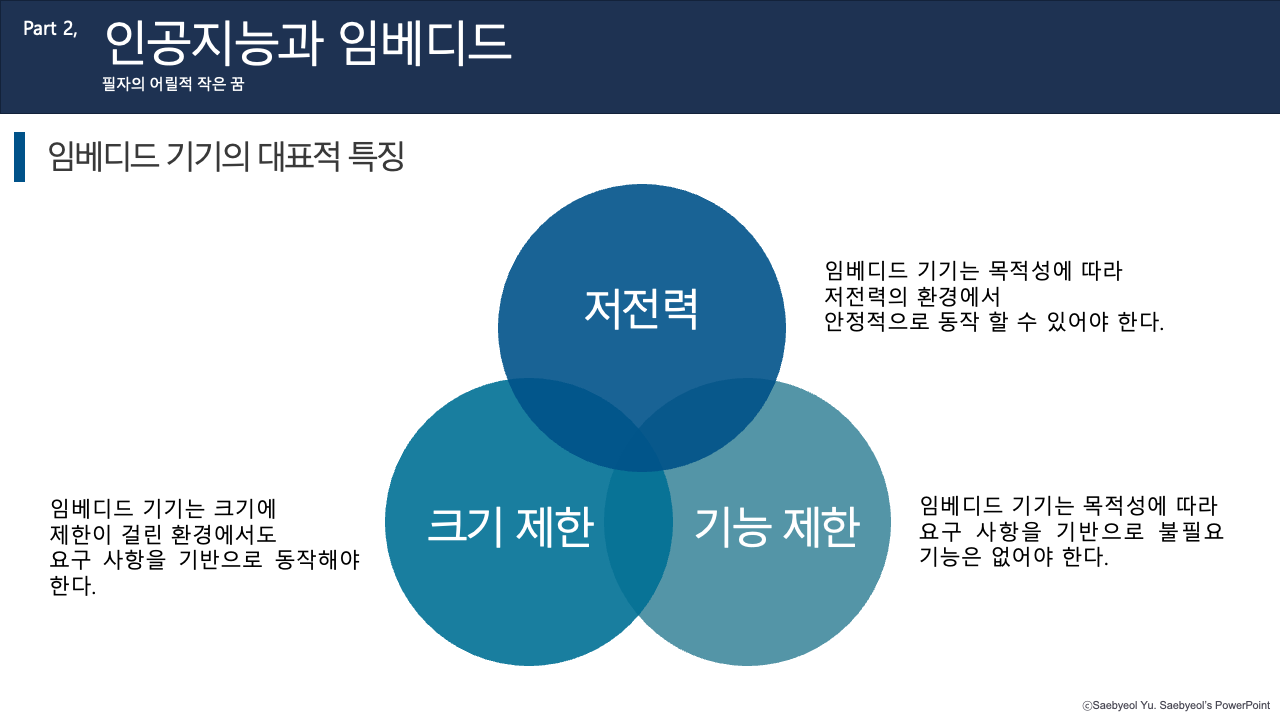 Part 2,
인공지능과 임베디드
필자의 어릴적 작은 꿈
임베디드 기기의 대표적 특징
저전력
임베디드 기기는 목적성에 따라
저전력의 환경에서
안정적으로 동작 할 수 있어야 한다.
크기 제한
임베디드 기기는 크기에
제한이 걸린 환경에서도
요구 사항을 기반으로 동작해야
한다.
기능 제한
임베디드 기기는 목적성에 따라
요구 사항을 기반으로 불필요
기능은 없어야 한다.
ⓒSaebyeol Yu. Saebyeol's PowerPoint